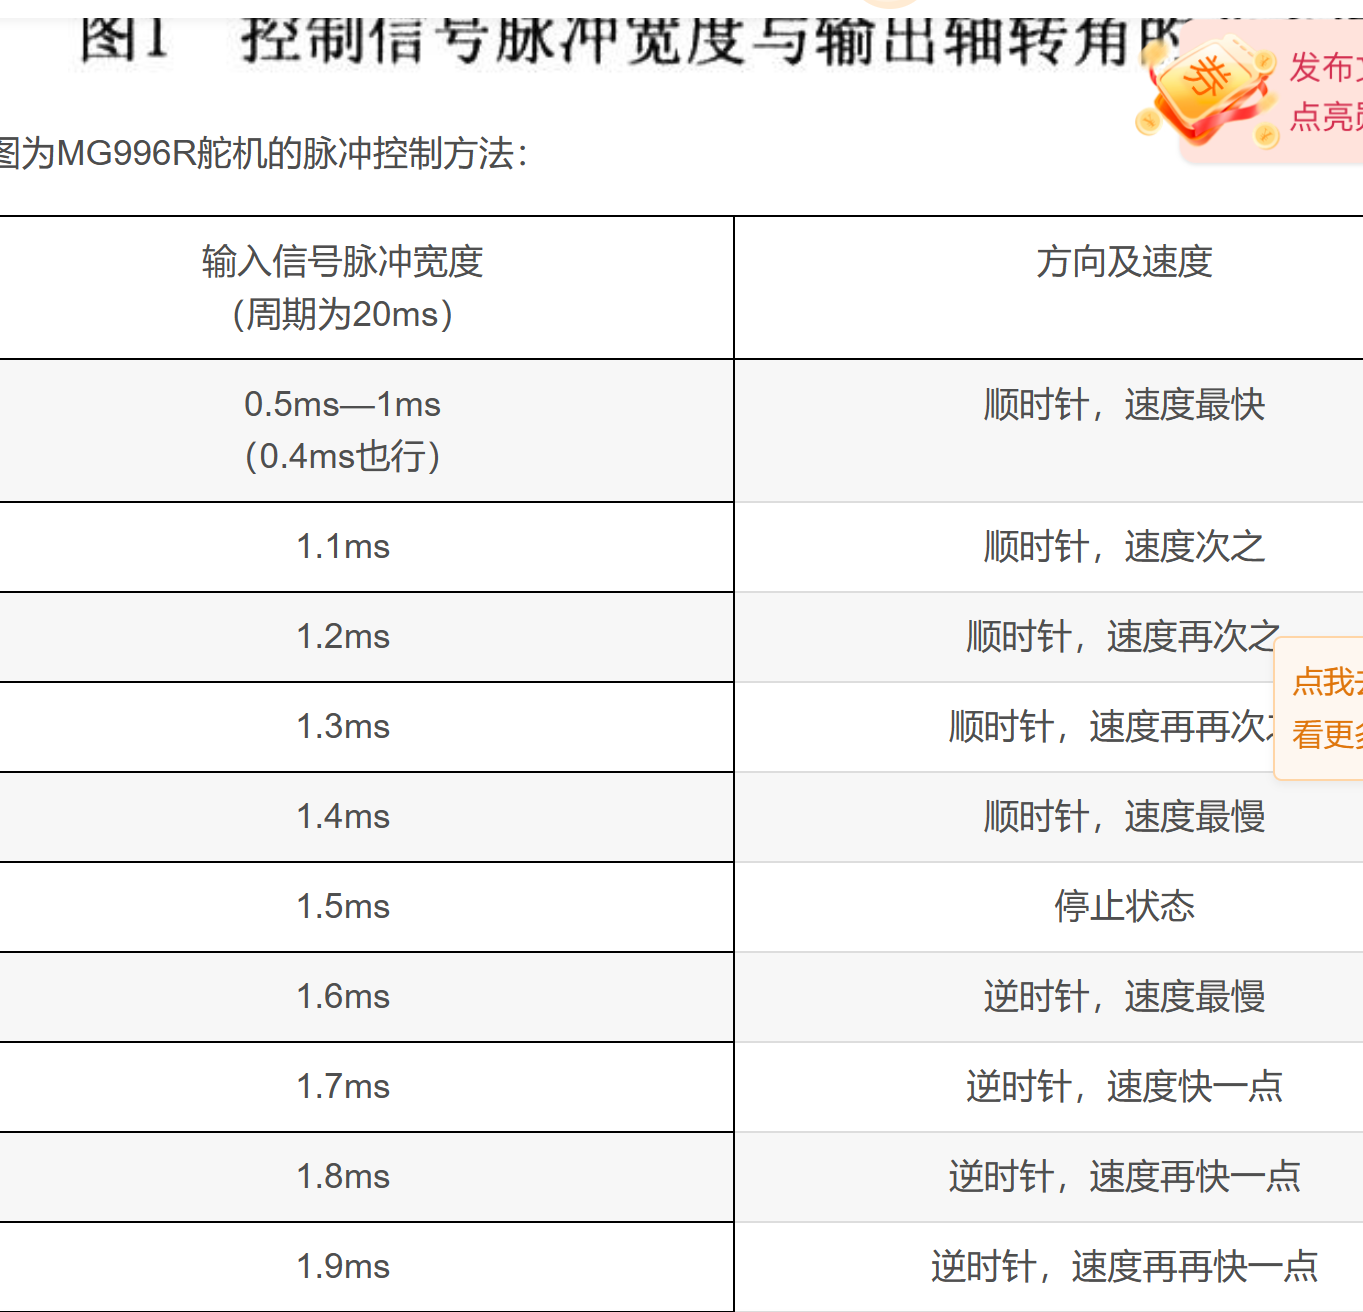 图1 控制信号脉冲宽度与输出轴转角的
券
发布
点亮
图为MG996R舵机的脉冲控制方法：
输入信号脉冲宽度
（周期为20ms）
方向及速度
0.5ms—1ms
（0.4ms也行）
顺时针，速度最快
1.1ms
顺时针，速度次之
1.2ms
顺时针，速度再次之
1.3ms
顺时针，速度再再次
点我
看更
1.4ms
顺时针，速度最慢
1.5ms
停止状态
1.6ms
逆时针，速度最慢
1.7ms
逆时针，速度快一点
1.8ms
逆时针，速度再快一点
1.9ms
逆时针，速度再再快一点